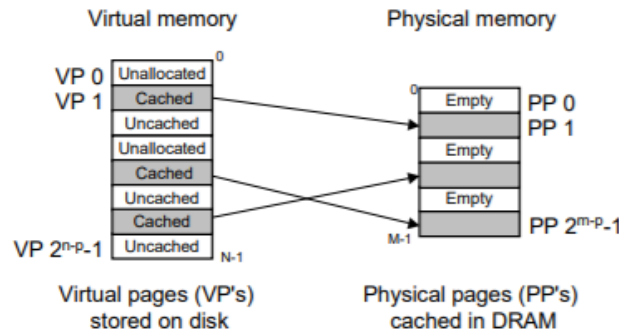 Virtual memory
Physical memory
0
VP 0
Unallocated
VP 1
Cached
Uncached
Unallocated
Cached
Uncached
Cached
VP 2^n-p-1
Uncached
N-1
0
Empty
PP 0
PP 1
Empty
Empty
PP 2^m-p-1
M-1
Virtual pages (VP's)
stored on disk
Physical pages (PP's)
cached in DRAM